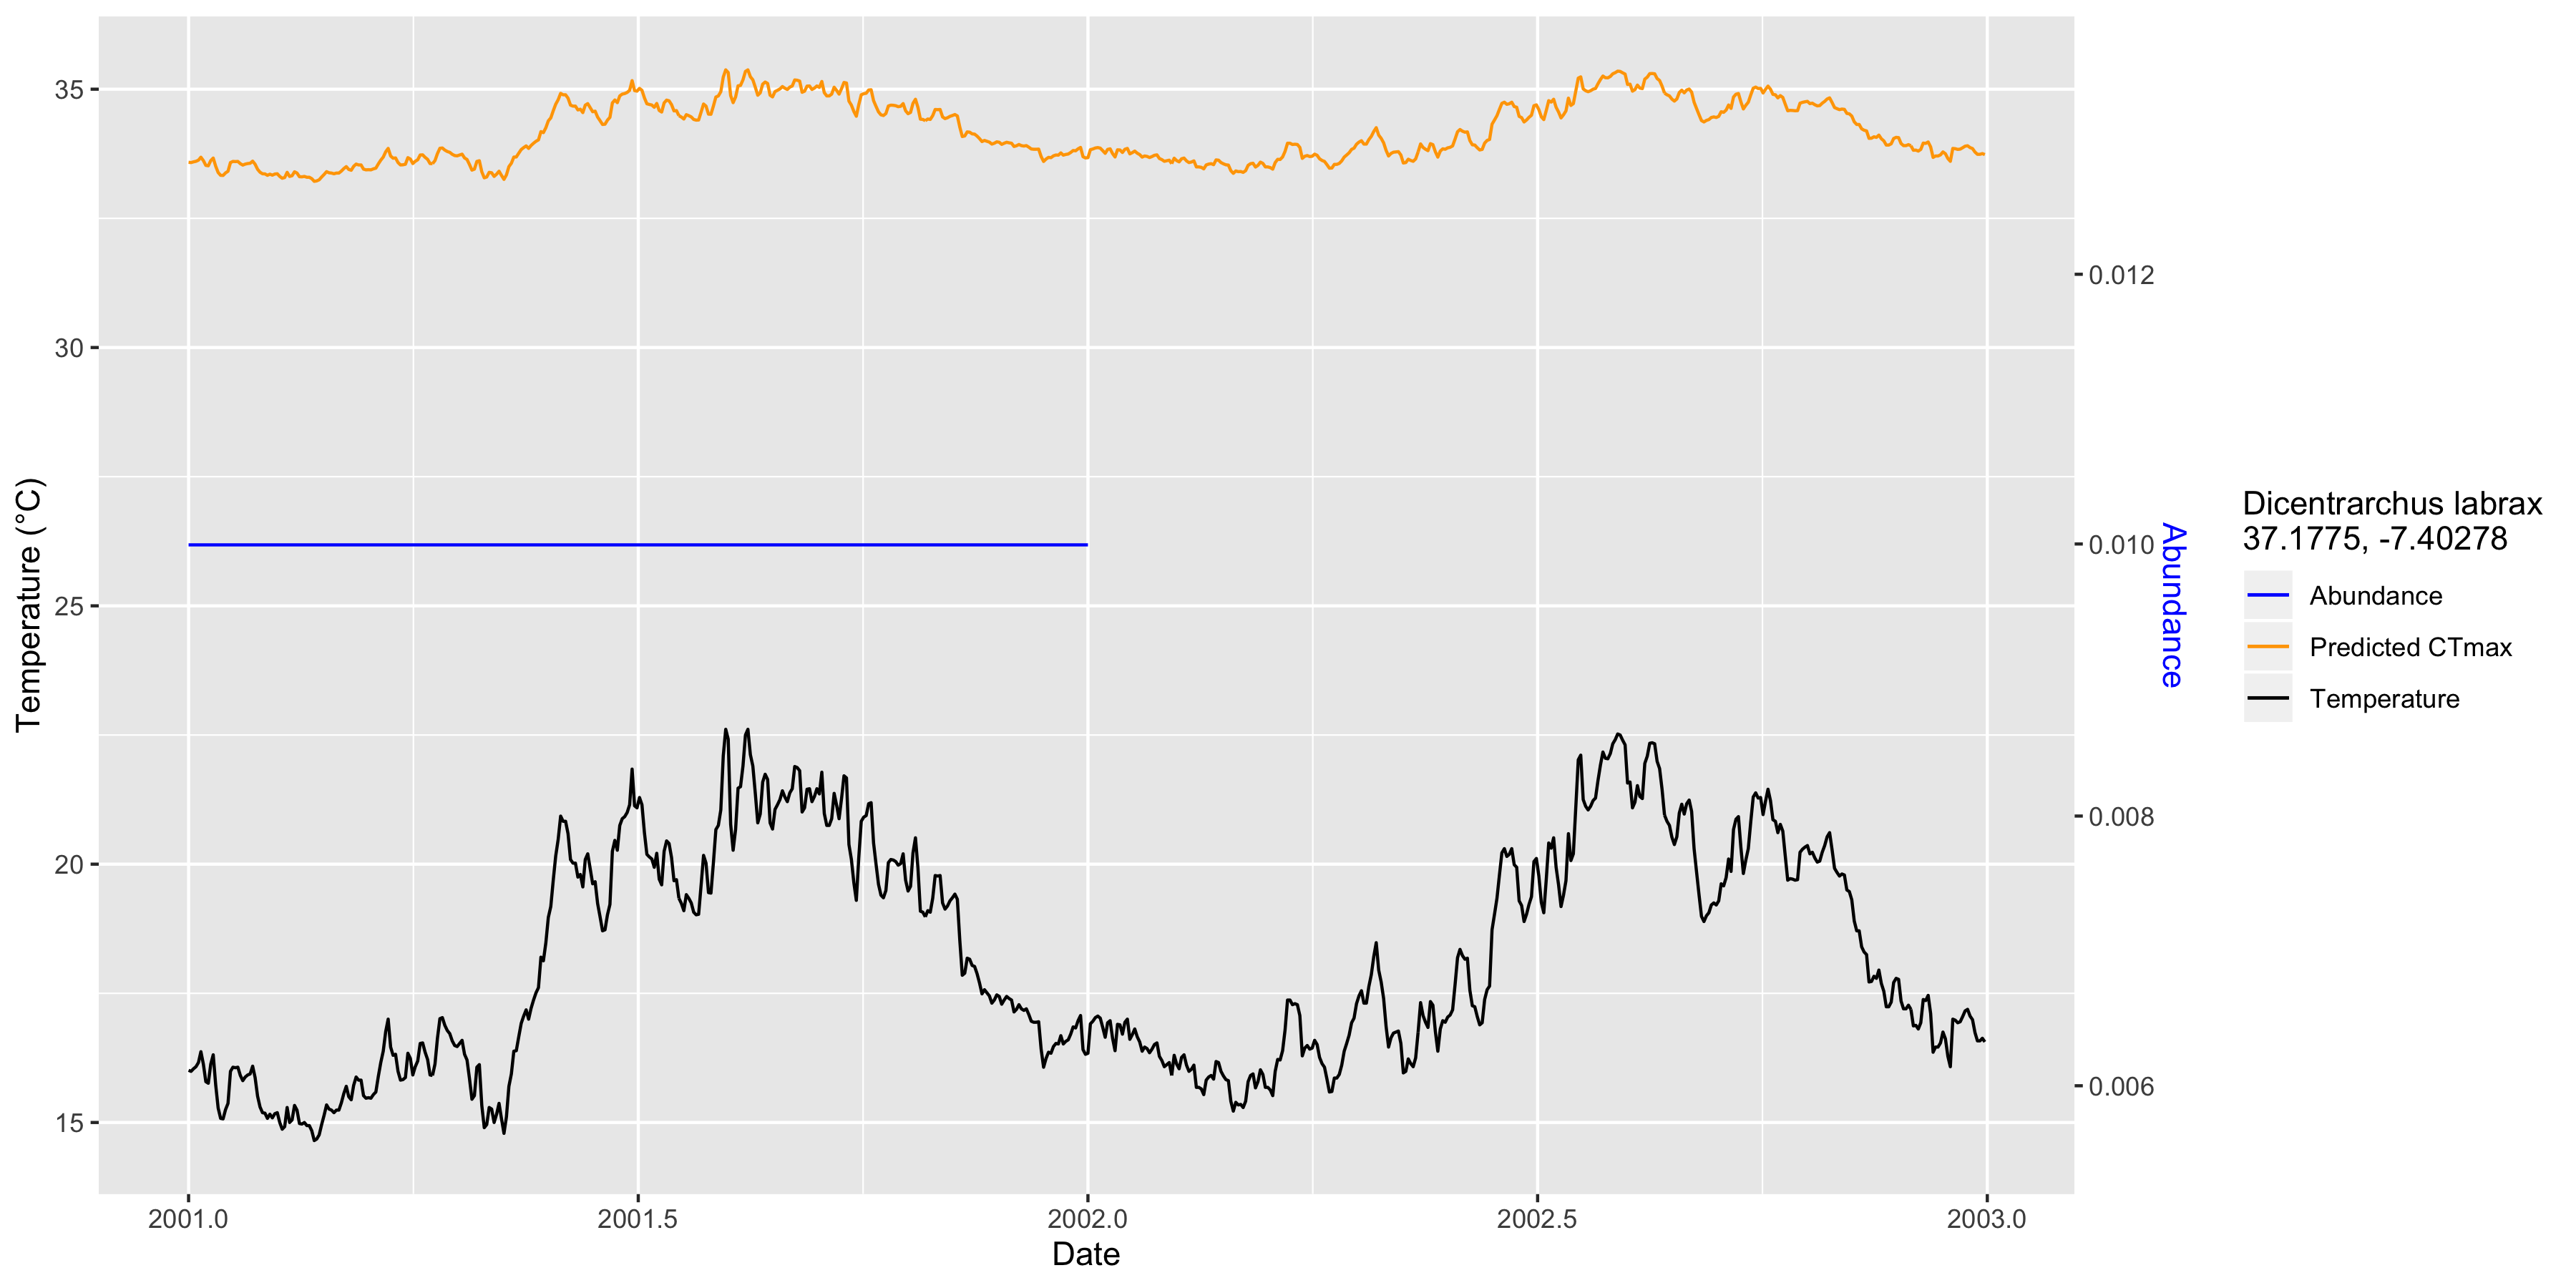 Temperature (°C)
35
30
25
20
15
2001.0
2001.5
2002.0
2002.5
2003.0
Date
0.012
0.010
0.008
0.006
Abundance
Dicentrarchus labrax
37.1775, -7.40278
Abundance
Predicted CTmax
Temperature